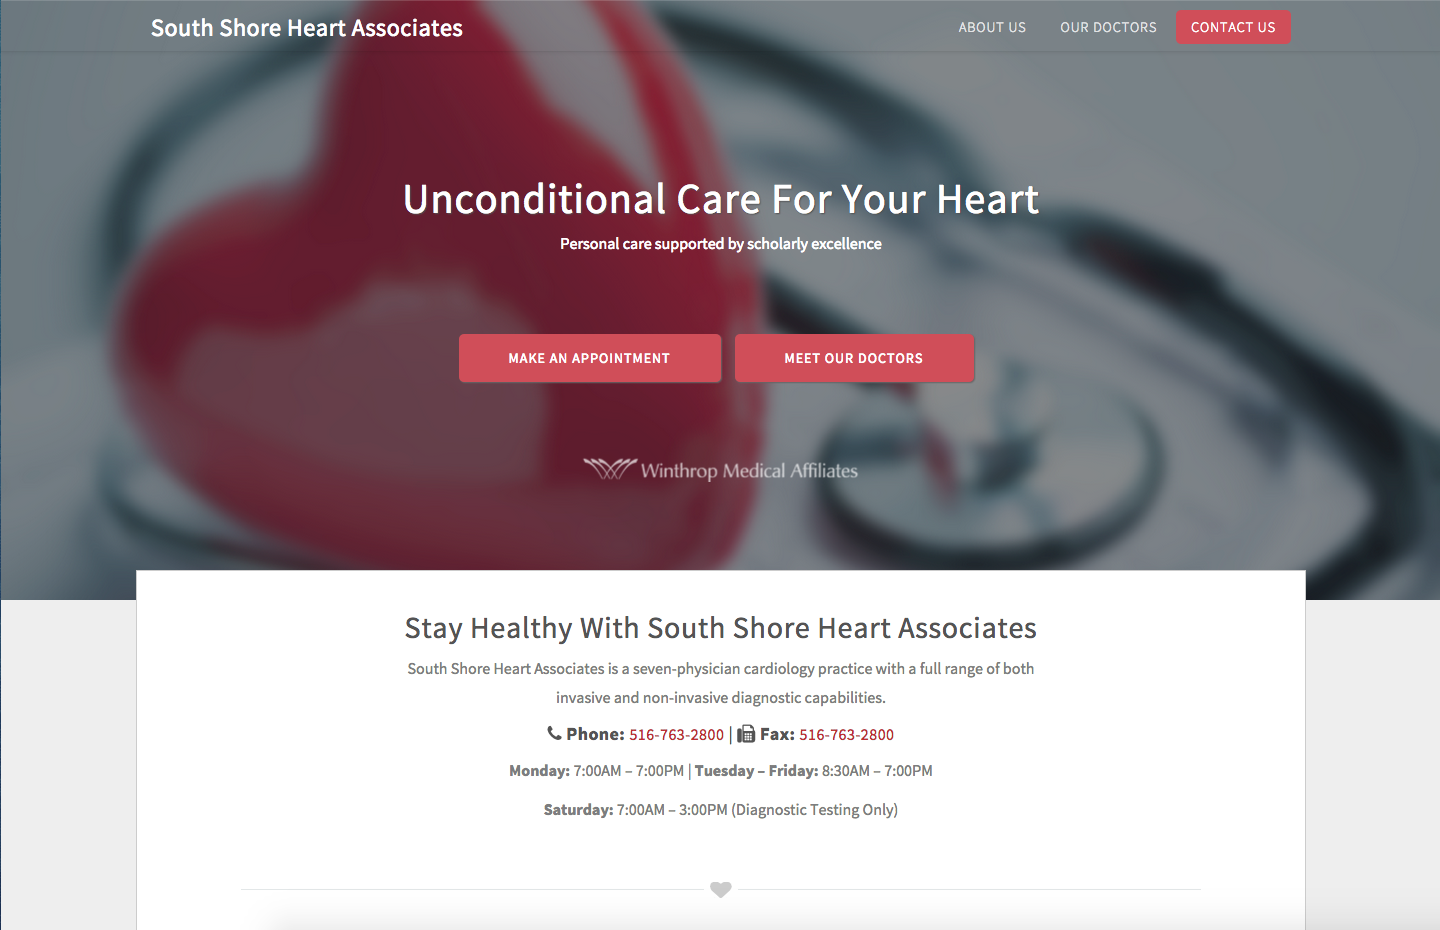 South Shore Heart Associates
ABOUT US
OUR DOCTORS
CONTACT US
Unconditional Care For Your Heart
Personal care supported by scholarly excellence
MAKE AN APPOINTMENT
MEET OUR DOCTORS
Winthrop Medical Affiliates
Stay Healthy With South Shore Heart Associates
South Shore Heart Associates is a seven-physician cardiology practice with a full range of both
invasive and non-invasive diagnostic capabilities.
Phone: 516-763-2800 | Fax: 516-763-2800
Monday: 7:00AM – 7:00PM | Tuesday – Friday: 8:30AM – 7:00PM
Saturday: 7:00AM – 3:00PM (Diagnostic Testing Only)